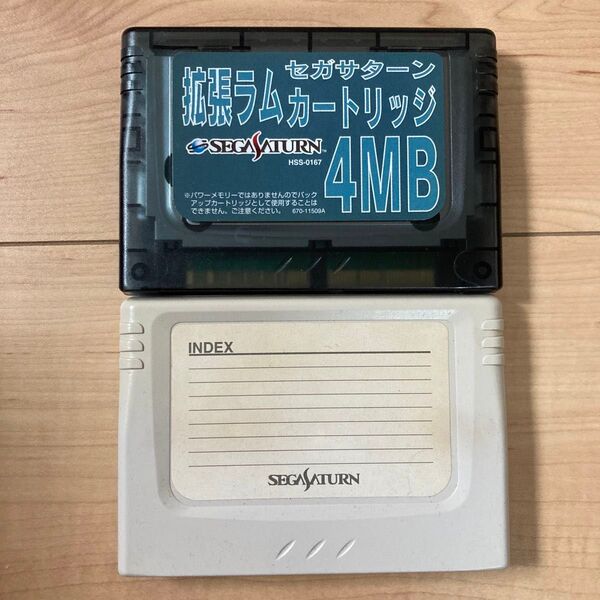 セガサターン
拡張ラムカートリッジ
SEGASATURN™
HSS-0167
4MB
※パワーメモリーではありませんのでバック
アップカートリッジとして使用することは
できません。ご注意ください。 670-11509A
INDEX
SEGASATURN